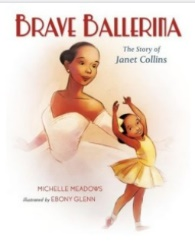 BRAVE BALLERINA
The Story of
Janet Collins
MICHELLE MEADOWS
illustrated by EBONY GLENN